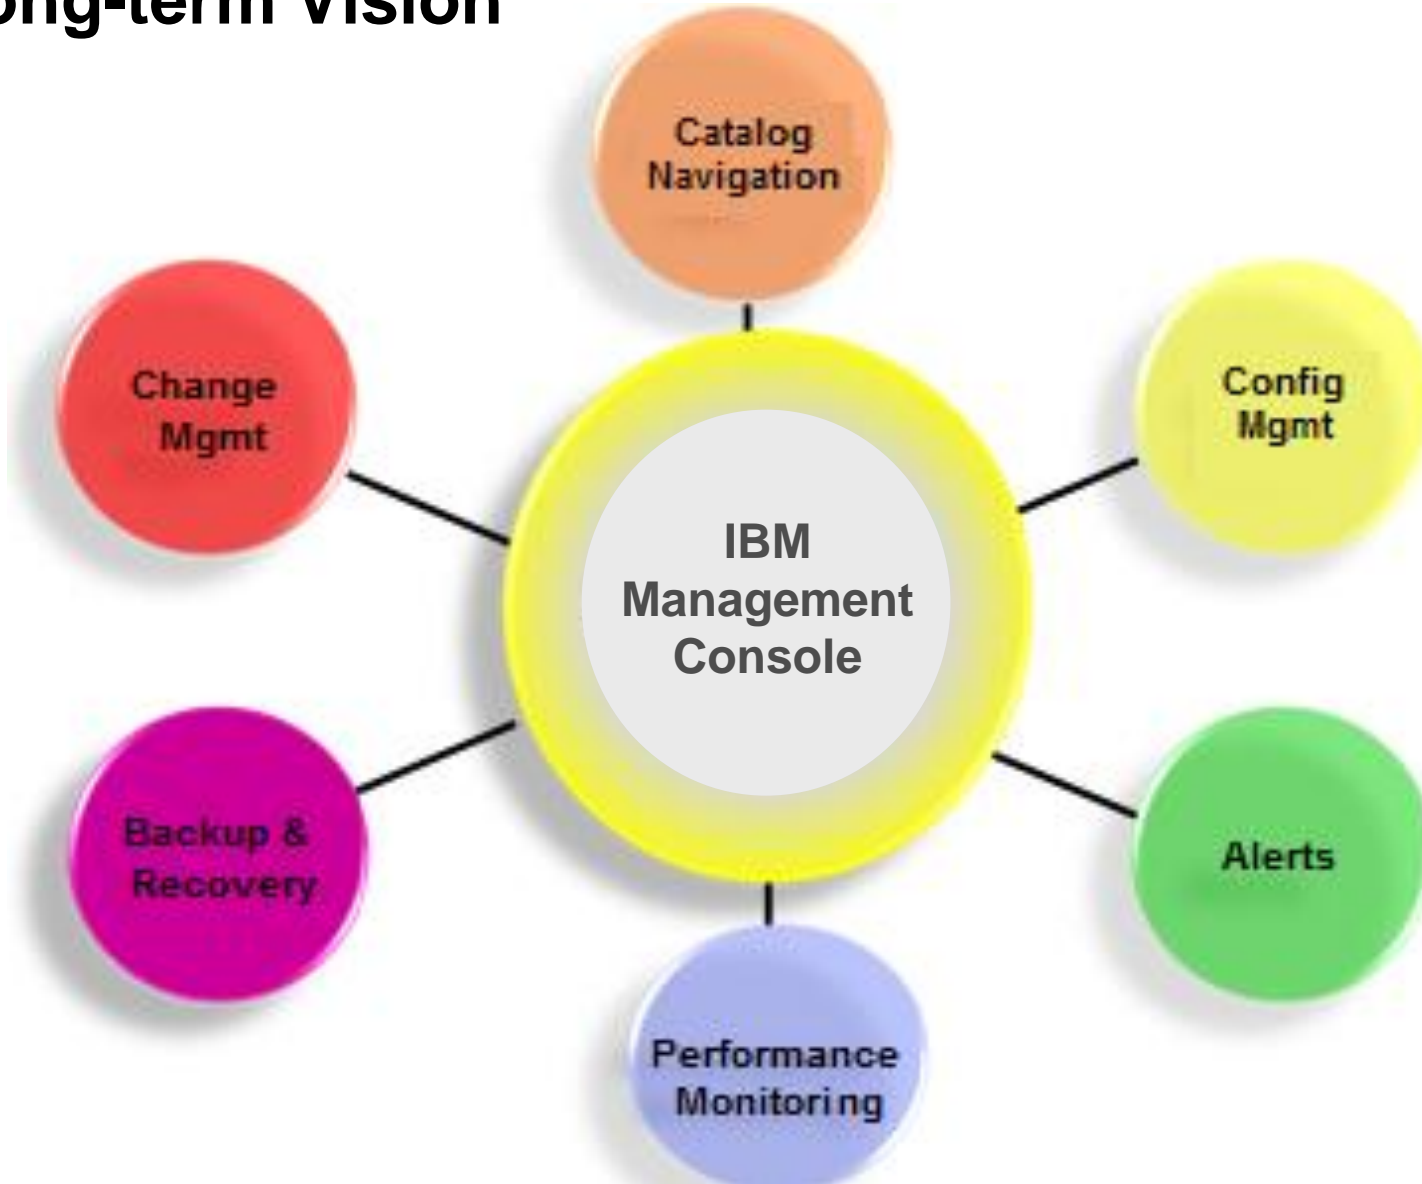 ong-term Vision
Catalog
Navigation
Change
Mgmt
Config
Mgmt
IBM
Management
Console
Backup &
Recovery
Alerts
Performance
Monitoring